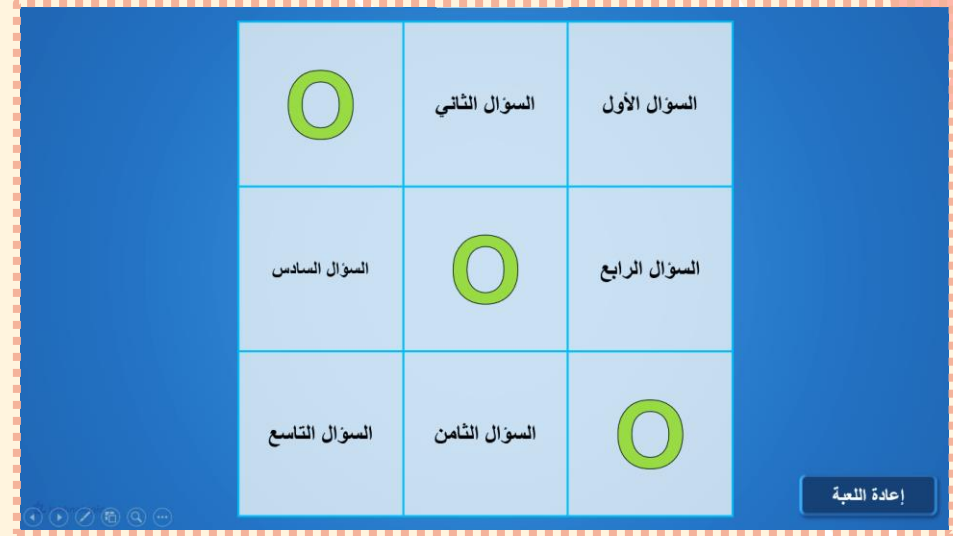 السؤال الأول
السؤال الثاني
O
السؤال الرابع
O
السؤال السادس
O
السؤال الثامن
السؤال التاسع
إعادة اللعبة